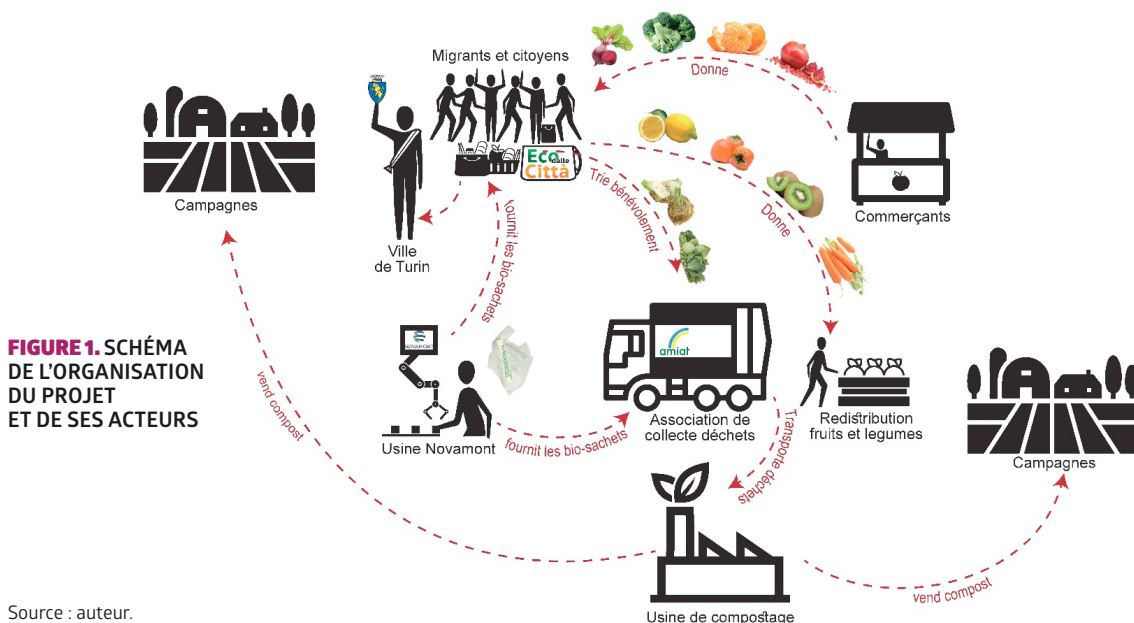 Migrants et citoyens
Donne
Eco
delle
Città
Trie bénévolement
Donne
Campagnes
Commerçants
Ville
de Turin
fournit les bio-sachets
FIGURE 1. SCHÉMA
DE L'ORGANISATION
DU PROJET
ET DE SES ACTEURS
NOVAMONT
amiat
vend compost
Usine Novamont
fournit les bio-sachets
Association de
collecte déchets
Transporte déchets
Redistribution
fruits et legumes
Campagnes
vend compost
Usine de compostage
Source : auteur.